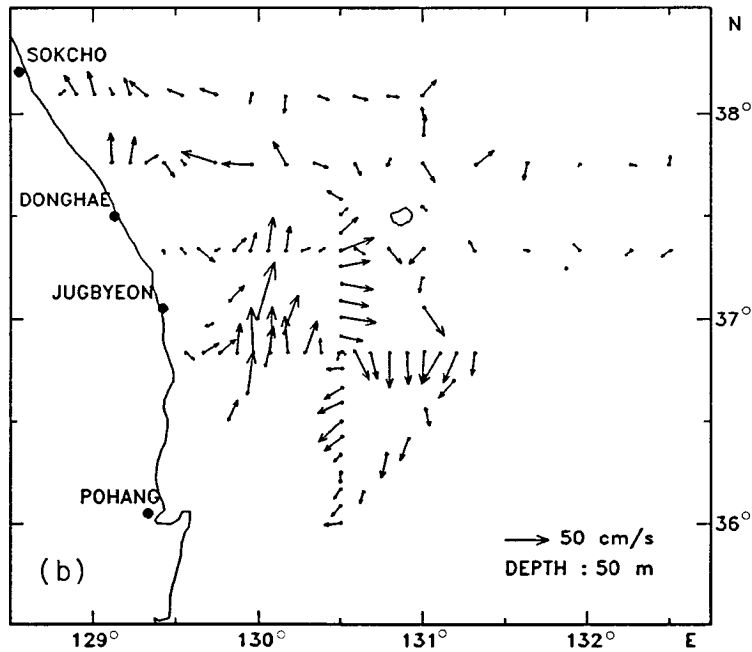 N
SOKCHO
38°
DONGHAE
JUGBYEON
37°
POHANG
36°
50 cm/s
DEPTH : 50 m
(b)
129° 130° 131° 132° E